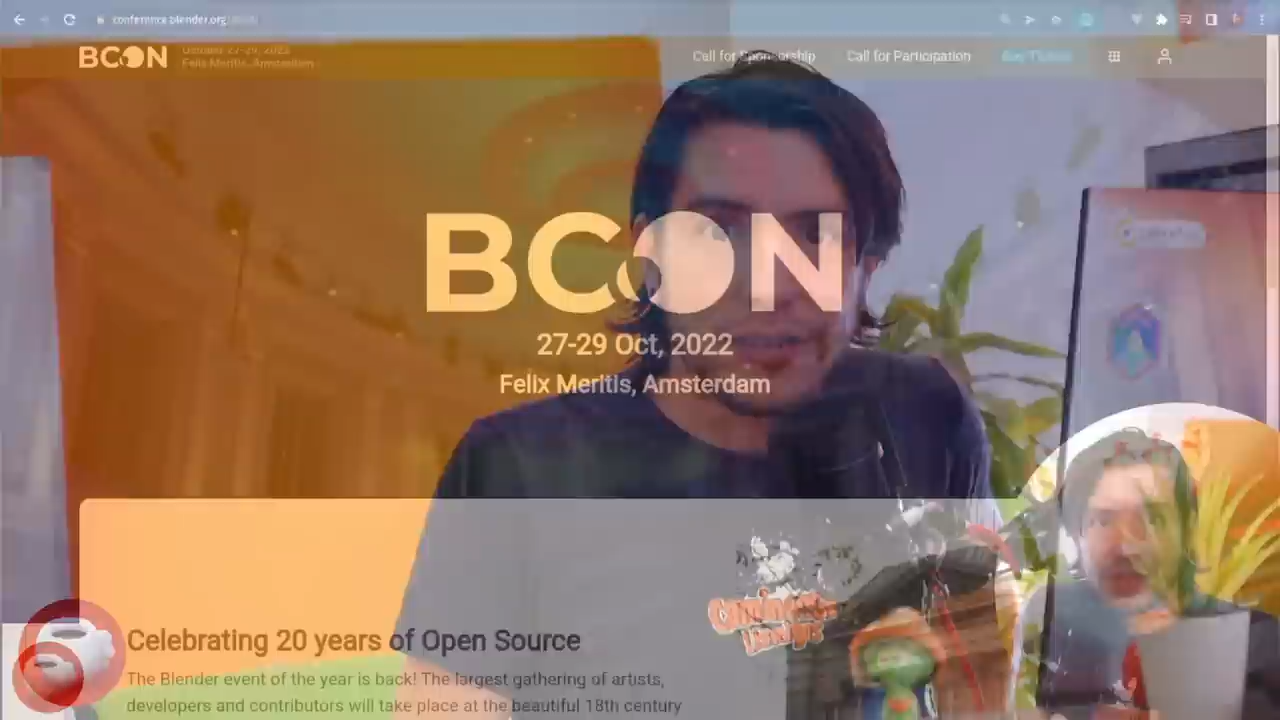 conference.blender.org
BCON
October 27-29, 2022
Felix Meritis, Amsterdam
Call for Sponsorship
Call for Participation
Buy Tickets
BCON
27-29 Oct, 2022
Felix Meritis, Amsterdam
Celebrating 20 years of Open Source
The Blender event of the year is back! The largest gathering of artists,
developers and contributors will take place at the beautiful 18th century